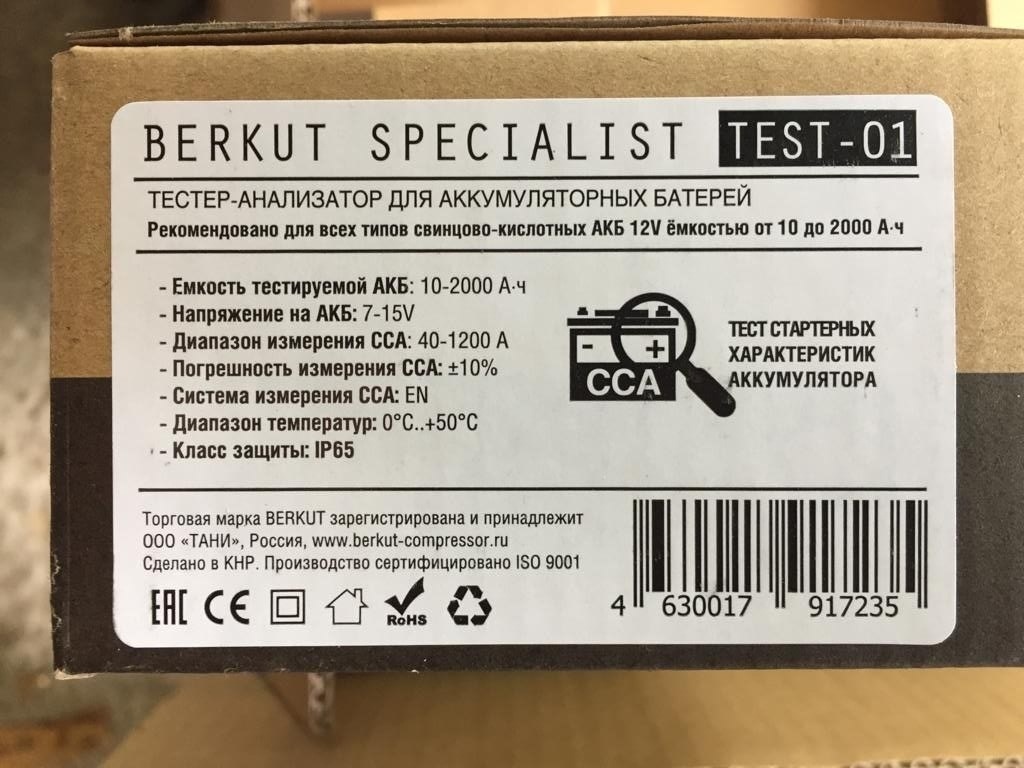 BERKUT SPECIALIST TEST-01
ТЕСТЕР-АНАЛИЗАТОР ДЛЯ АККУМУЛЯТОРНЫХ БАТЕРЕЙ
Рекомендовано для всех типов свинцово-кислотных АКБ 12V ёмкостью от 10 до 2000 А·ч
- Емкость тестируемой АКБ: 10-2000 А·ч
- Напряжение на АКБ: 7-15V
- Диапазон измерения ССА: 40-1200 А
- Погрешность измерения ССА: ±10%
- Система измерения ССА: EN
- Диапазон температур: 0°C..+50°C
- Класс защиты: IP65
- +
CCA
ТЕСТ СТАРТЕРНЫХ
ХАРАКТЕРИСТИК
АККУМУЛЯТОРА
Торговая марка BERKUT зарегистрирована и принадлежит
ООО «ТАНИ», Россия, www.berkut-compressor.ru
Сделано в КНР. Производство сертифицировано ISO 9001
EAC CE RoHS
4 630017 917235